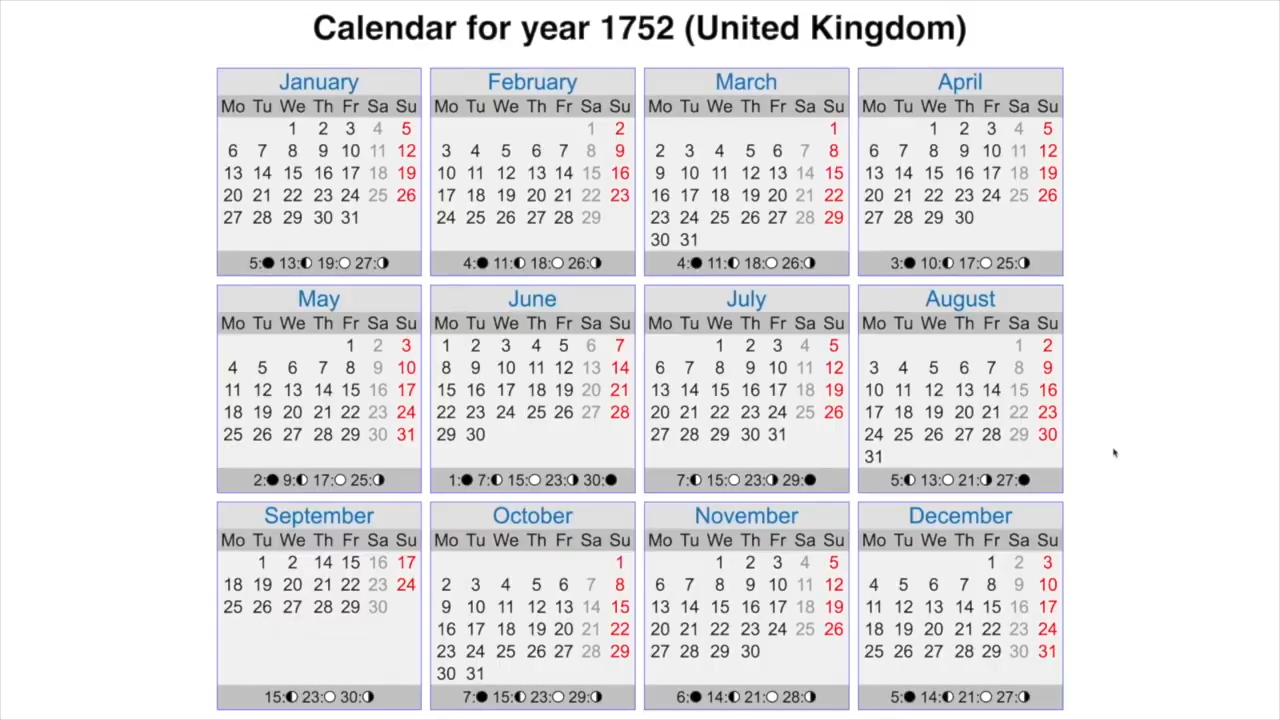 Calendar for year 1752 (United Kingdom)
January February March April
Mo Tu We Th Fr Sa Su Mo Tu We Th Fr Sa Su Mo Tu We Th Fr Sa Su Mo Tu We Th Fr Sa Su
1 2 3 4 5 1 2 1 1 2 3 4 5
6 7 8 9 10 11 12 3 4 5 6 7 8 9 2 3 4 5 6 7 8 6 7 8 9 10 11 12
13 14 15 16 17 18 19 10 11 12 13 14 15 16 9 10 11 12 13 14 15 13 14 15 16 17 18 19
20 21 22 23 24 25 26 17 18 19 20 21 22 23 16 17 18 19 20 21 22 20 21 22 23 24 25 26
27 28 29 30 31 24 25 26 27 28 29 23 24 25 26 27 28 29 27 28 29 30
30 31
5:● 13:◐ 19:○ 27:◑ 4:● 11:◐ 18:○ 26:◑ 4:● 11:◐ 18:○ 26:◑ 3:● 10:◐ 17:○ 25:◑
May June July August
Mo Tu We Th Fr Sa Su Mo Tu We Th Fr Sa Su Mo Tu We Th Fr Sa Su Mo Tu We Th Fr Sa Su
1 2 3 1 2 3 4 5 6 7 1 2 3 4 5 1 2
4 5 6 7 8 9 10 8 9 10 11 12 13 14 6 7 8 9 10 11 12 3 4 5 6 7 8 9
11 12 13 14 15 16 17 15 16 17 18 19 20 21 13 14 15 16 17 18 19 10 11 12 13 14 15 16
18 19 20 21 22 23 24 22 23 24 25 26 27 28 20 21 22 23 24 25 26 17 18 19 20 21 22 23
25 26 27 28 29 30 31 29 30 27 28 29 30 31 24 25 26 27 28 29 30
31
2:● 9:◐ 17:○ 25:◑ 1:● 7:◐ 15:○ 23:◑ 30:● 7:◐ 15:○ 23:◑ 29:● 5:◐ 13:○ 21:◑ 27:●
September October November December
Mo Tu We Th Fr Sa Su Mo Tu We Th Fr Sa Su Mo Tu We Th Fr Sa Su Mo Tu We Th Fr Sa Su
1 2 14 15 16 17 1 1 2 3 4 5 1 2 3
18 19 20 21 22 23 24 2 3 4 5 6 7 8 6 7 8 9 10 11 12 4 5 6 7 8 9 10
25 26 27 28 29 30 9 10 11 12 13 14 15 13 14 15 16 17 18 19 11 12 13 14 15 16 17
16 17 18 19 20 21 22 20 21 22 23 24 25 26 18 19 20 21 22 23 24
23 24 25 26 27 28 29 27 28 29 30 25 26 27 28 29 30 31
30 31
15:◐ 23:○ 30:◑ 7:● 15:◐ 23:○ 29:◑ 6:● 14:◐ 21:○ 28:◑ 5:● 14:◐ 21:○ 27:◑